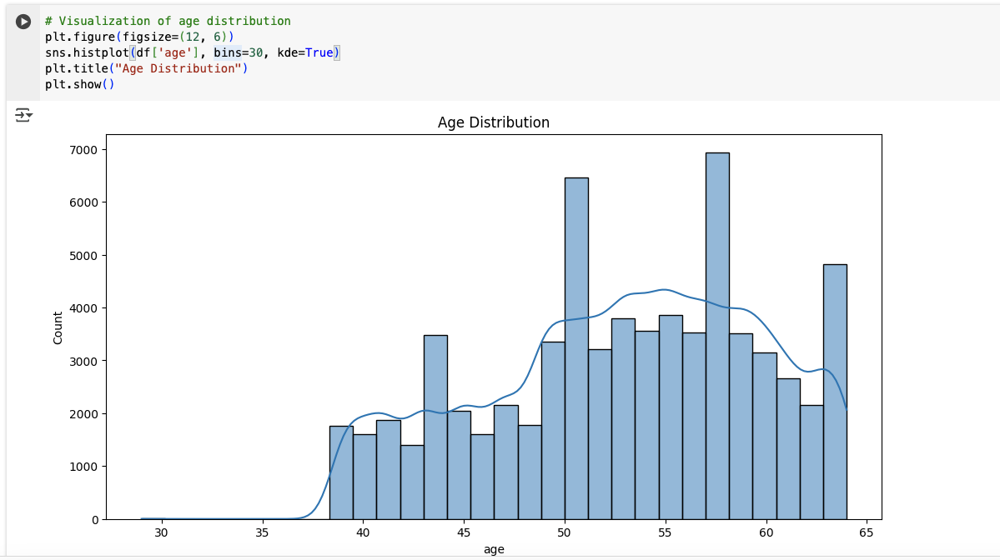 # Visualization of age distribution
plt.figure(figsize=(12, 6))
sns.histplot(df['age'], bins=30, kde=True)
plt.title("Age Distribution")
plt.show()
Age Distribution
7000
6000
5000
4000
3000
2000
1000
0
Count
30 35 40 45 50 55 60 65
age